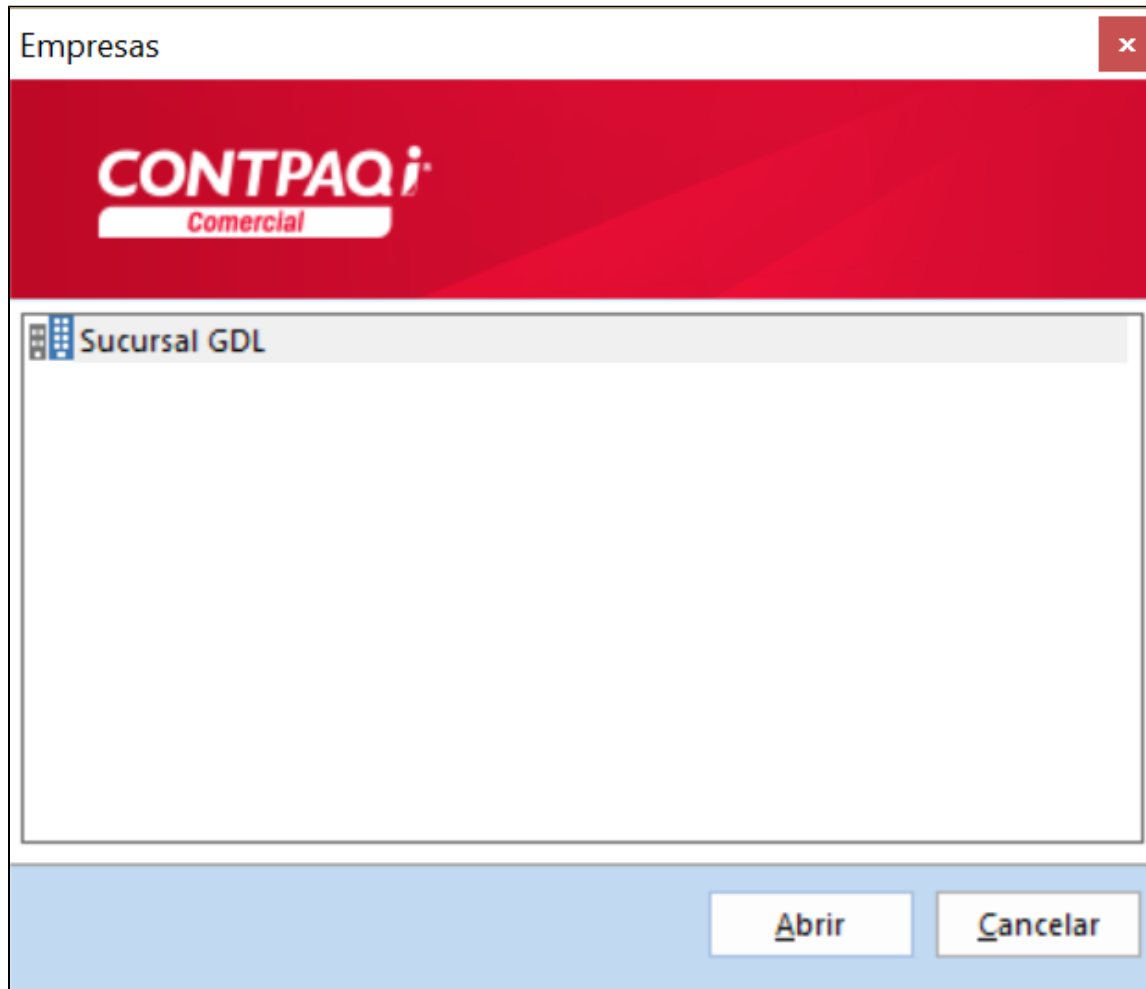 Empresas
CONTPAQi
Comercial
Sucursal GDL
Abrir
Cancelar